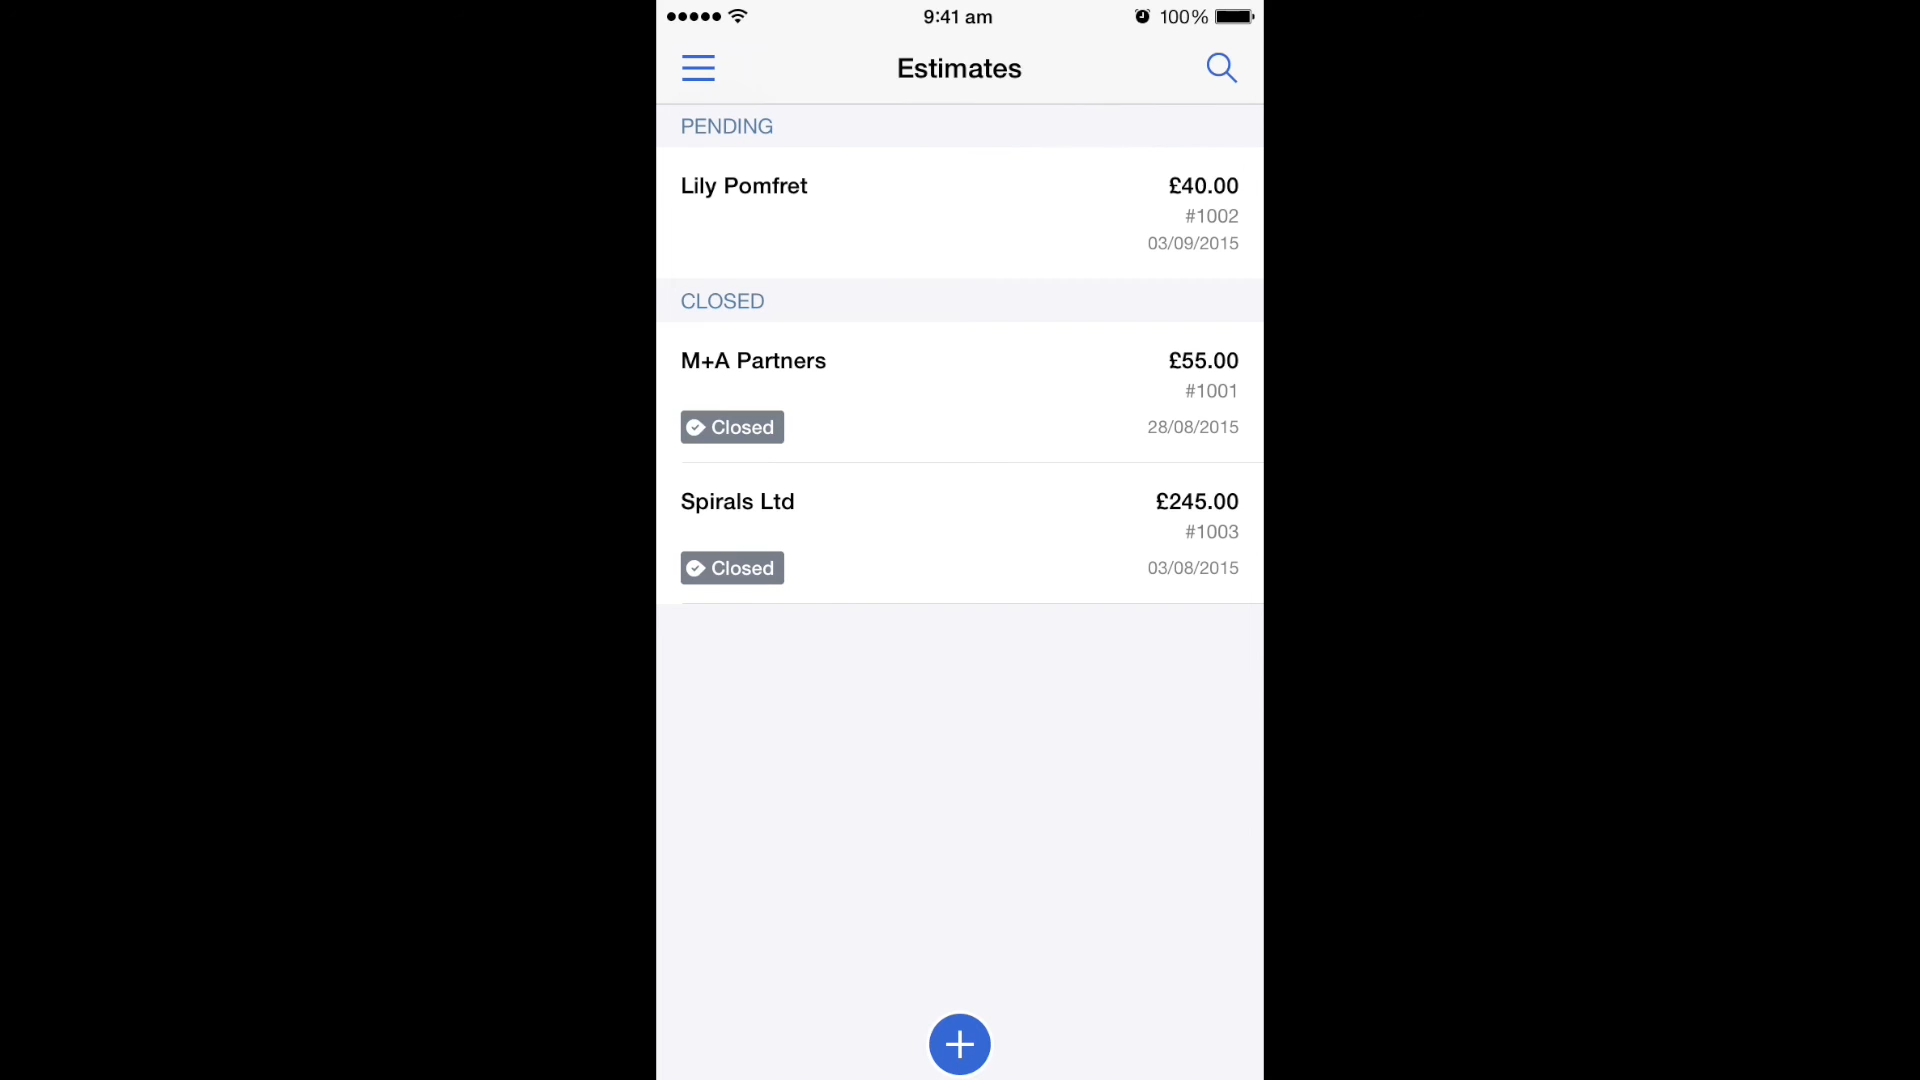 9:41 am
100%
Estimates
PENDING
Lily Pomfret
£40.00
#1002
03/09/2015
CLOSED
M+A Partners
£55.00
#1001
Closed
28/08/2015
Spirals Ltd
£245.00
#1003
Closed
03/08/2015